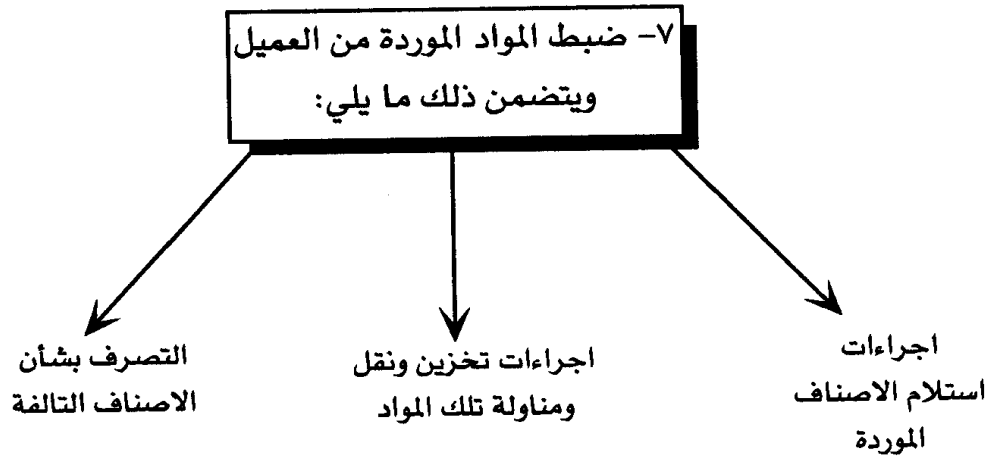 ٧- ضبط المواد الموردة من العميل
ويتضمن ذلك ما يلي:
اجراءات
استلام الاصناف
الموردة
اجراءات تخزين ونقل
ومناولة تلك المواد
التصرف بشأن
الاصناف التالفة